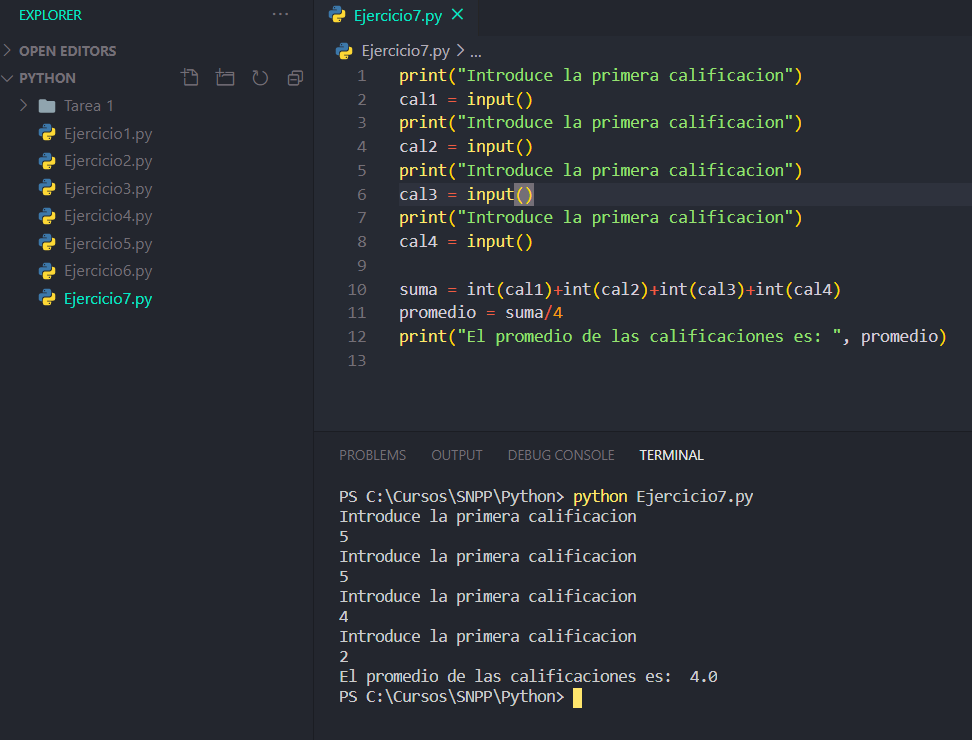 EXPLORER
OPEN EDITORS
PYTHON
Tarea 1
Ejercicio1.py
Ejercicio2.py
Ejercicio3.py
Ejercicio4.py
Ejercicio5.py
Ejercicio6.py
Ejercicio7.py
Ejercicio7.py
Ejercicio7.py > ...
1 print("Introduce la primera calificacion")
2 cal1 = input()
3 print("Introduce la primera calificacion")
4 cal2 = input()
5 print("Introduce la primera calificacion")
6 cal3 = input()
7 print("Introduce la primera calificacion")
8 cal4 = input()
9
10 suma = int(cal1)+int(cal2)+int(cal3)+int(cal4)
11 promedio = suma/4
12 print("El promedio de las calificaciones es: ", promedio)
13
PROBLEMS OUTPUT DEBUG CONSOLE TERMINAL
PS C:\Cursos\SNPP\Python> python Ejercicio7.py
Introduce la primera calificacion
5
Introduce la primera calificacion
5
Introduce la primera calificacion
4
Introduce la primera calificacion
2
El promedio de las calificaciones es:  4.0
PS C:\Cursos\SNPP\Python>